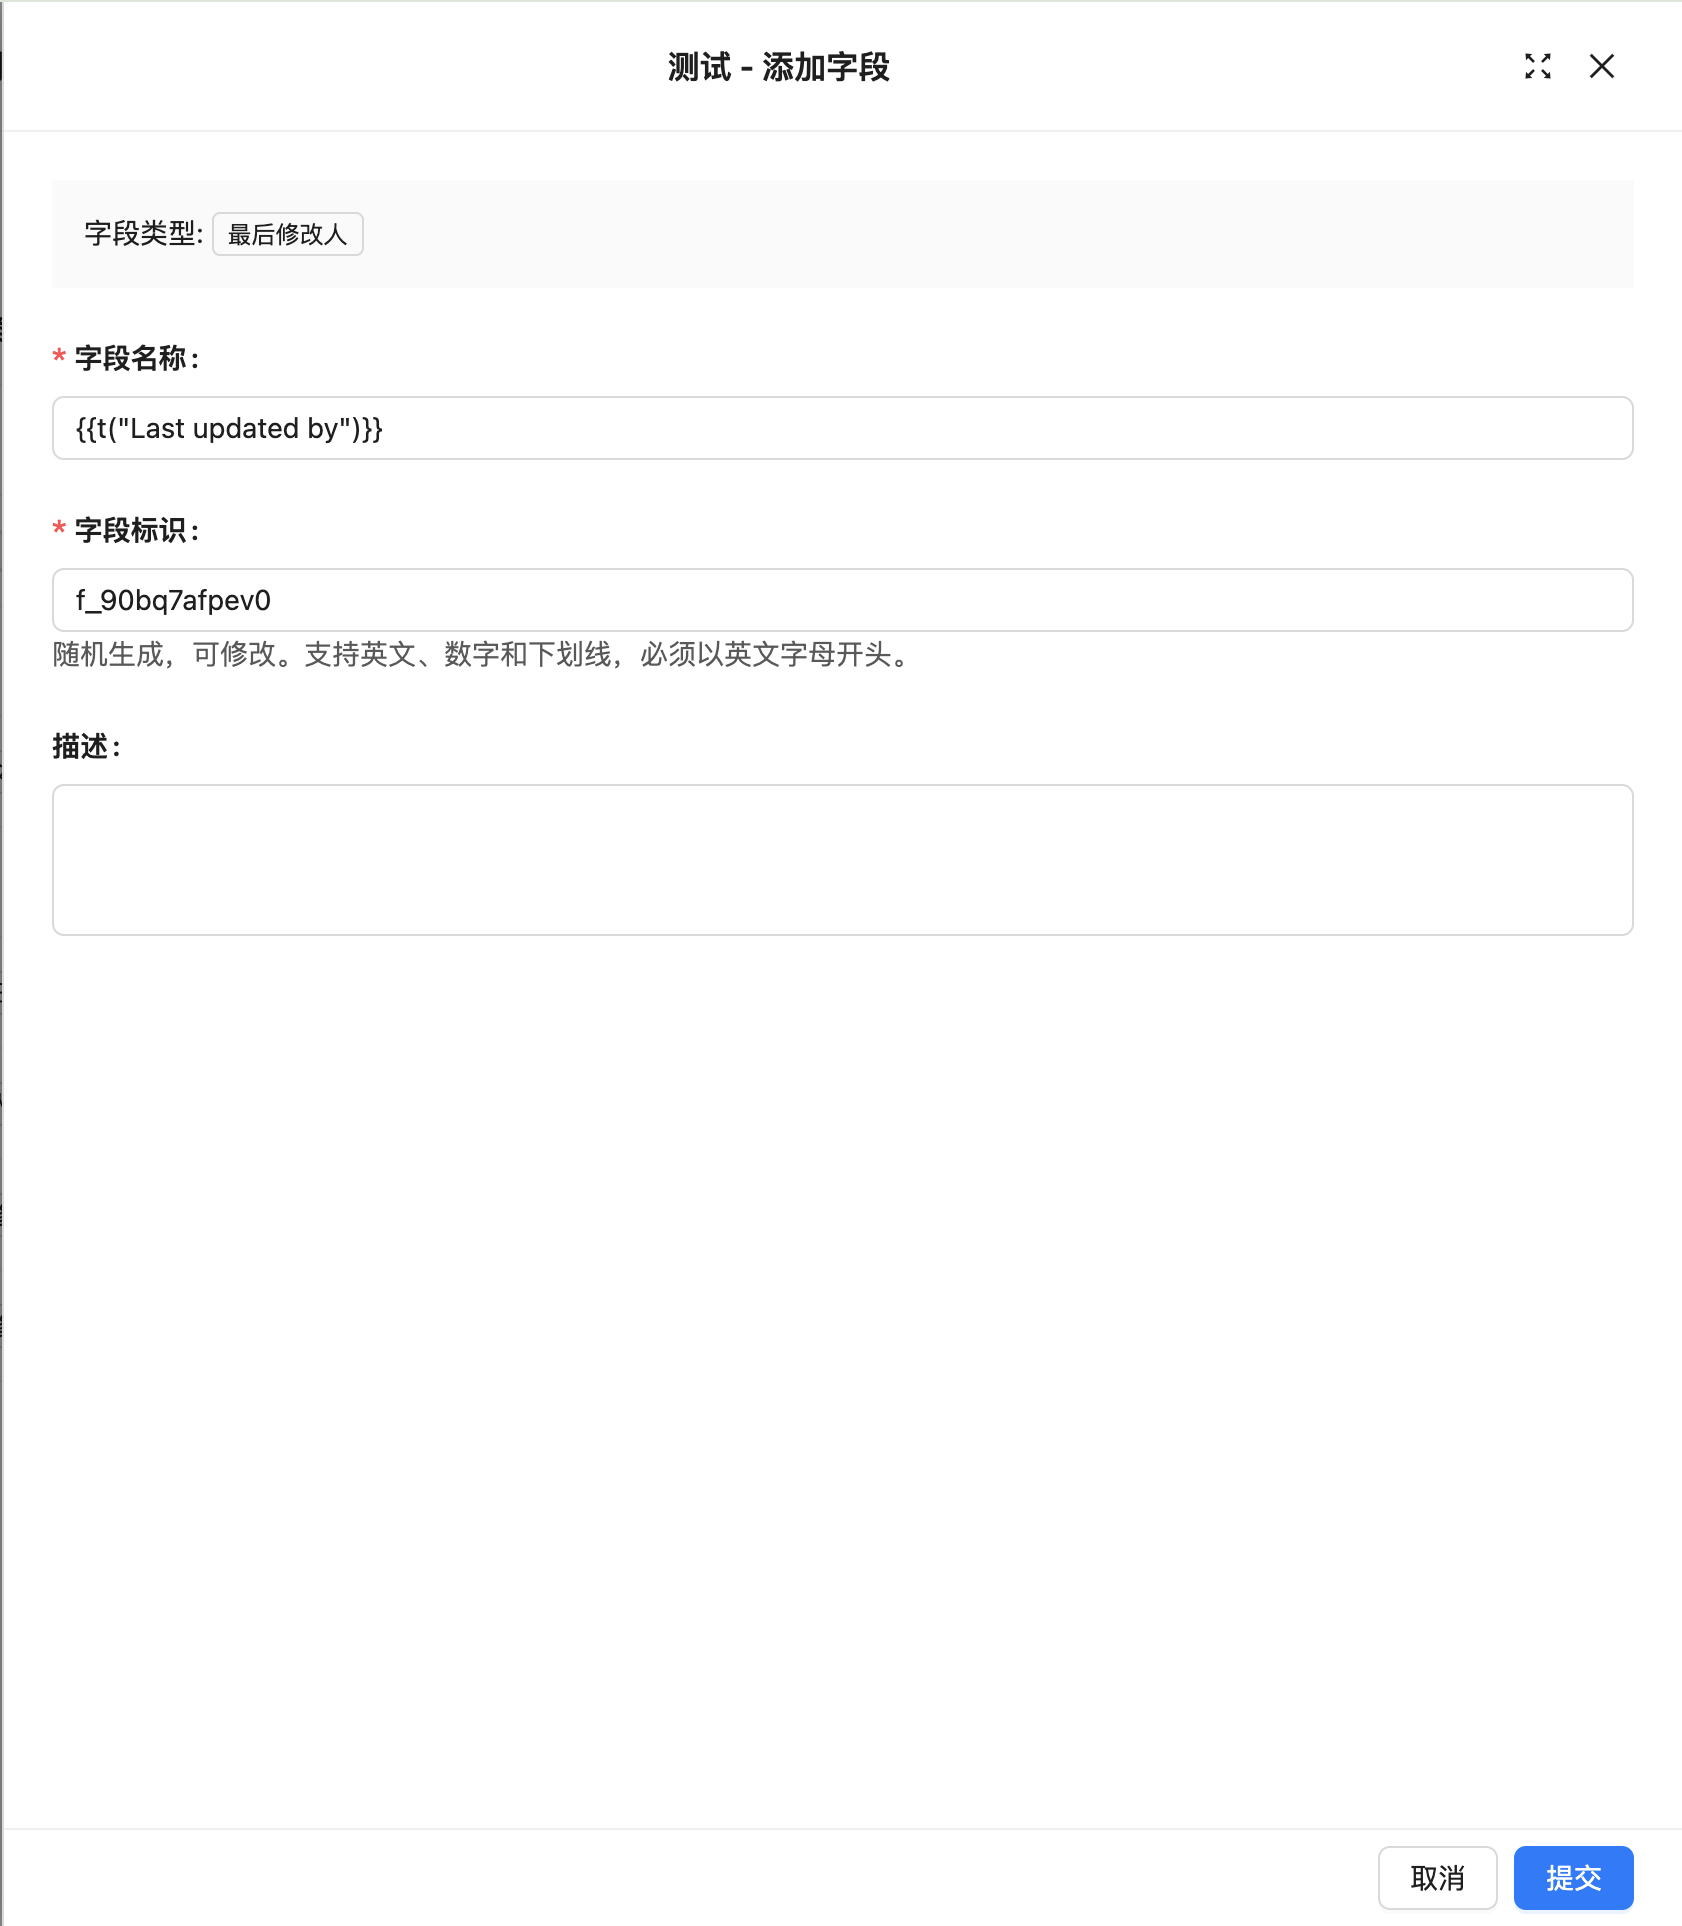 测试 - 添加字段
字段类型: 最后修改人
* 字段名称:
{{t("Last updated by")}}
* 字段标识:
f_90bq7afpev0
随机生成，可修改。支持英文、数字和下划线，必须以英文字母开头。
描述:
取消 提交